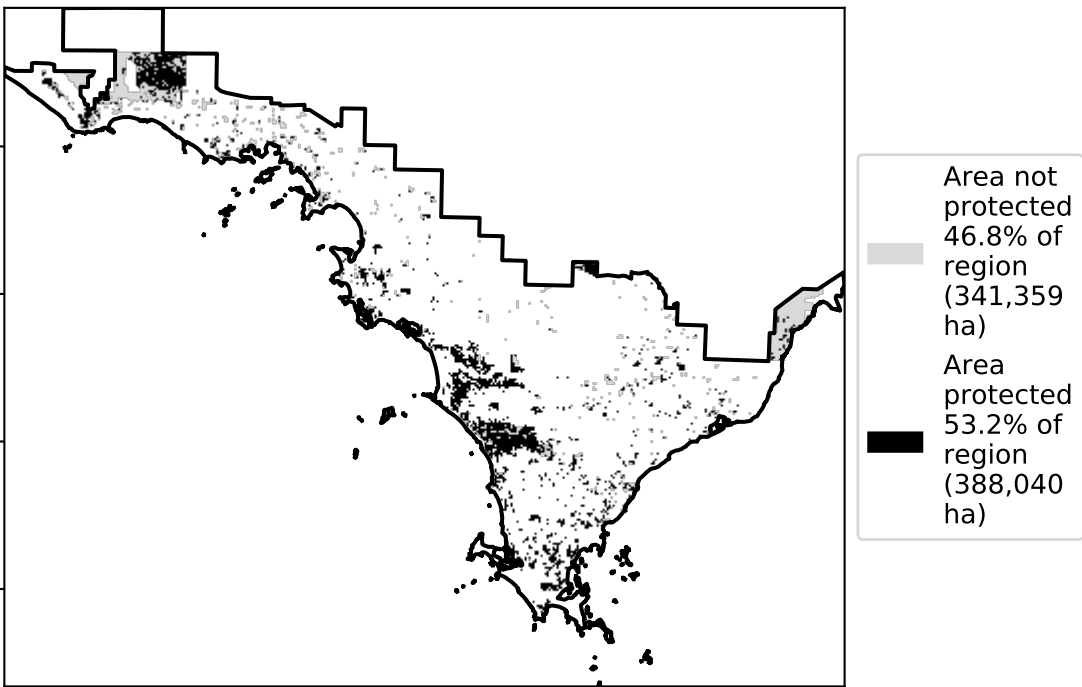 Area not
protected
46.8% of
region
(341,359
ha)
Area
protected
53.2% of
region
(388,040
ha)